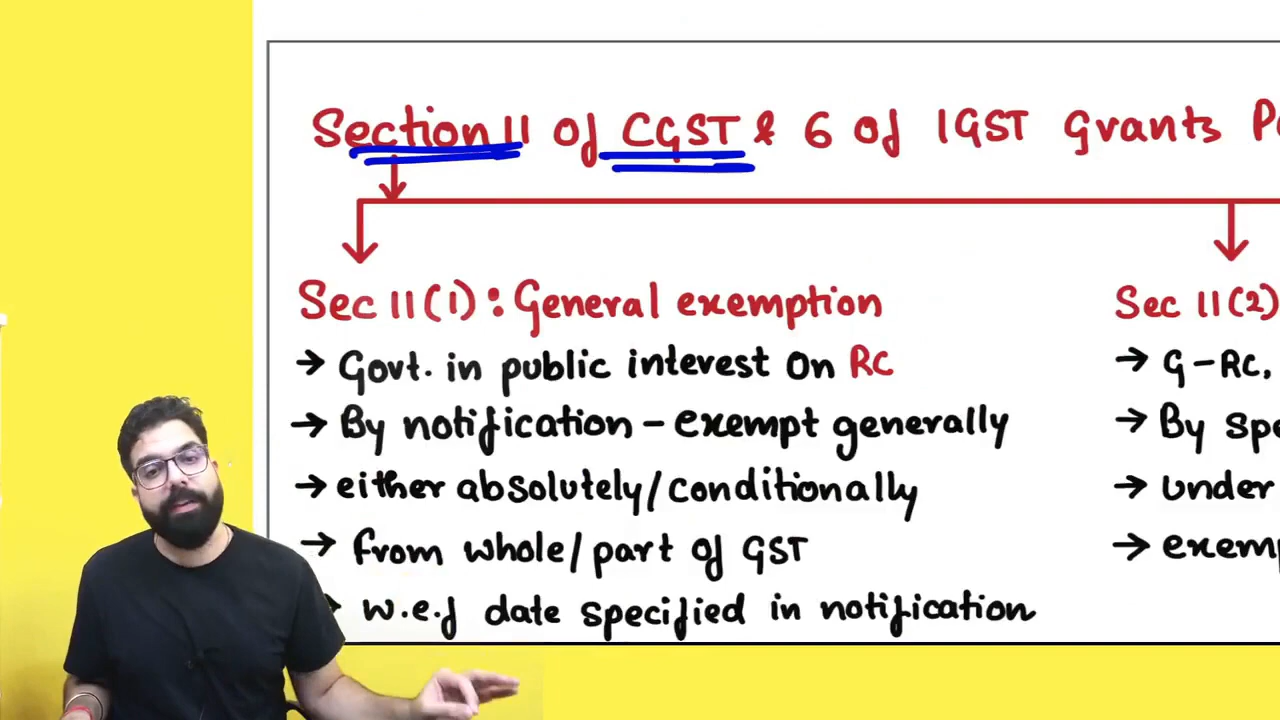 Section 11 of CGST & 6 of IGST grants
Sec 11(1): General exemption
→ Govt. in public interest on RC
→ By notification - exempt generally
→ either absolutely/conditionally
→ from whole/part of GST
w.e.f date specified in notification
Sec 11(2)
→ G-RC.
→ By
→ under
→